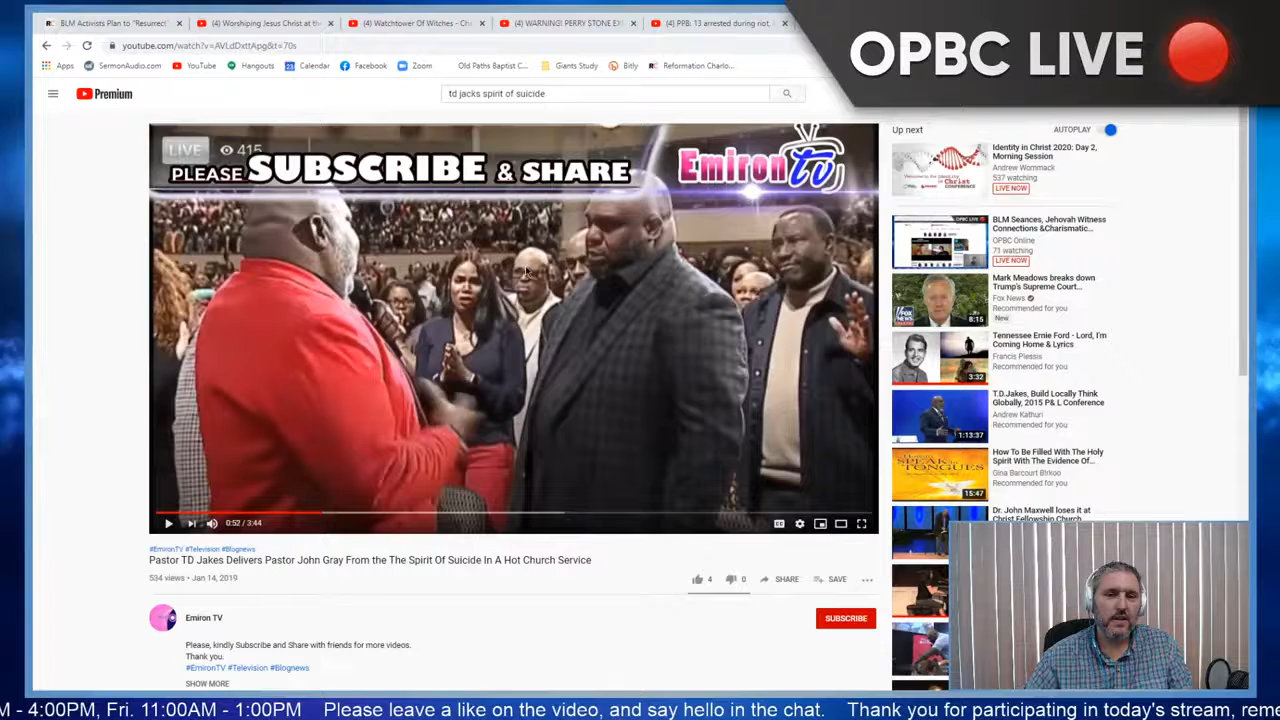 BLM Activists Plan to "Resurrect"
(4) Worshiping Jesus Christ at the
(4) Watchtower Of Witches - Chr
(4) WARNING! PERRY STONE EX
(4) PPB: 13 arrested during riot,
OPBC LIVE
youtube.com/watch?v=AVLdDxttApg&t=70s
Apps SermonAudio.com YouTube Hangouts Calendar Facebook Zoom Old Paths Baptist C... Giants Study Bitly Reformation Charlo...
Premium
td jacks spirit of suicide
LIVE 415
PLEASE SUBSCRIBE & SHARE
Emiron tv
0:52 / 3:44
#EmironTV #Television #Blognews
Pastor TD Jakes Delivers Pastor John Gray From the The Spirit Of Suicide In A Hot Church Service
534 views • Jan 14, 2019
4 0 SHARE SAVE
Emiron TV
SUBSCRIBE
Please, kindly Subscribe and Share with friends for more videos.
Thank you.
#EmironTV #Television #Blognews
SHOW MORE
Up next AUTOPLAY
Identity in Christ 2020: Day 2,
Morning Session
Andrew Wommack
537 watching
LIVE NOW
BLM Seances, Jehovah Witness
Connections &Charismatic...
OPBC Online
71 watching
LIVE NOW
OPBC LIVE
Mark Meadows breaks down
Trump's Supreme Court...
Fox News
Recommended for you
New
8:15
Tennessee Ernie Ford - Lord, I'm
Coming Home & Lyrics
Francis Plessis
Recommended for you
3:32
T.D.Jakes, Build Locally Think
Globally, 2015 P& L Conference
Andrew Kathuri
Recommended for you
1:13:37
How To Be Filled With The Holy
Spirit With The Evidence Of...
Gina Barcourt Birkoo
Recommended for you
SPEAK in
TONGUES
15:47
Dr. John Maxwell loses it at
Christ Fellowship Church
M - 4:00PM, Fri. 11:00AM - 1:00PM Please leave a like on the video, and say hello in the chat. Thank you for participating in today's stream, rem